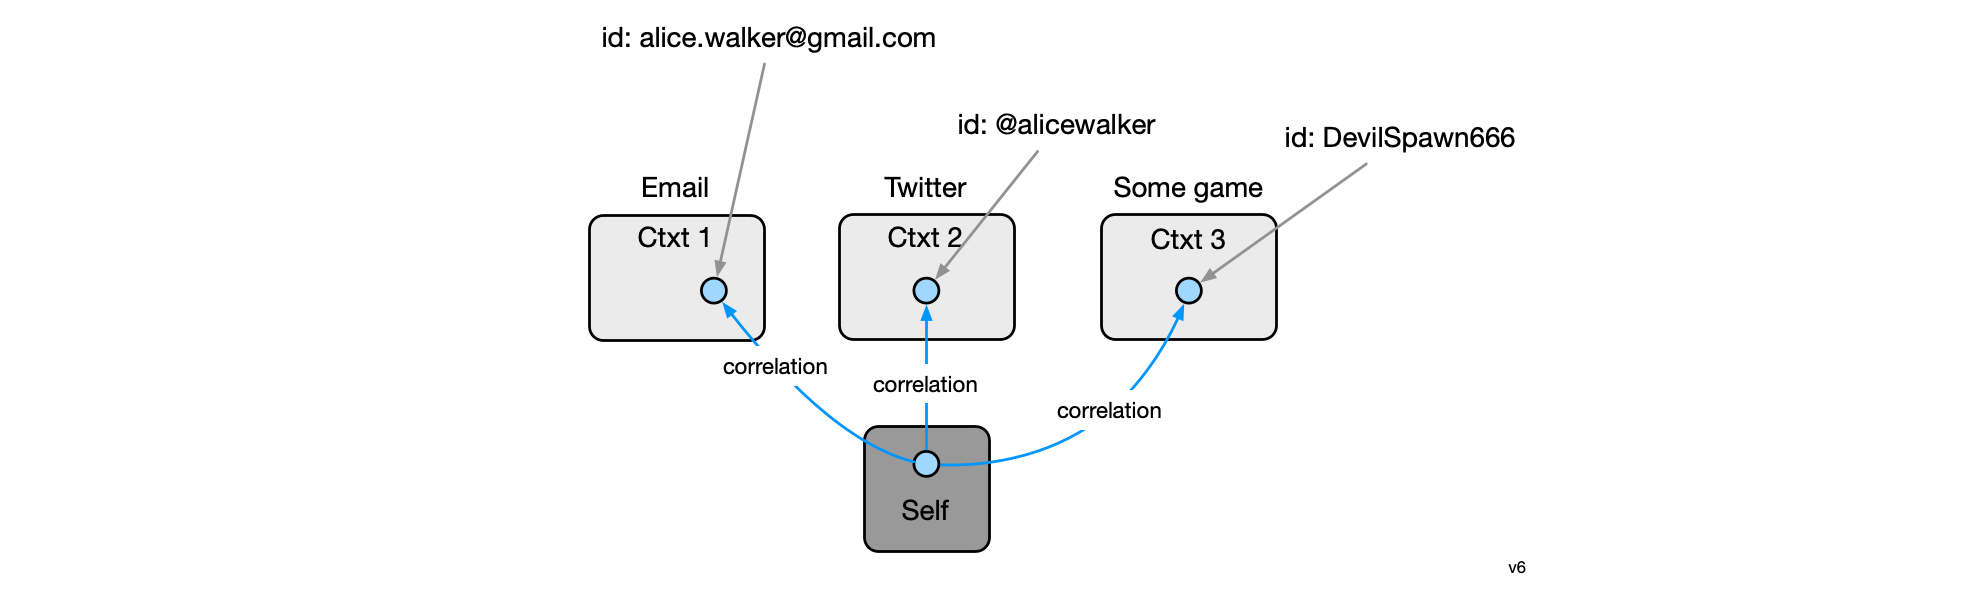 id: alice.walker@gmail.com
id: @alicewalker
id: DevilSpawn666
Email
Twitter
Some game
Ctxt 1
Ctxt 2
Ctxt 3
correlation
correlation
correlation
Self
v6